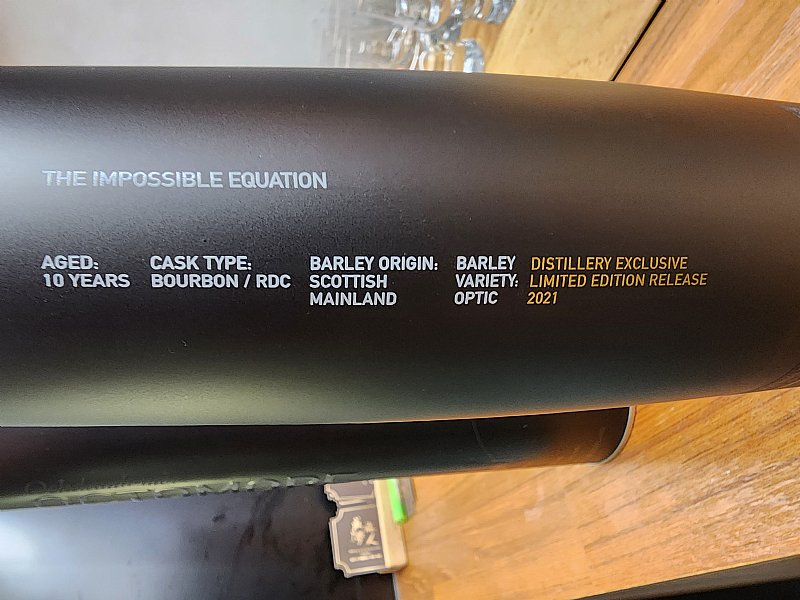 THE IMPOSSIBLE EQUATION
AGED:
10 YEARS
CASK TYPE:
BOURBON / RDC
BARLEY ORIGIN:
SCOTTISH
MAINLAND
BARLEY
VARIETY:
OPTIC
DISTILLERY EXCLUSIVE
LIMITED EDITION RELEASE
2021